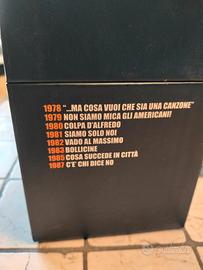 1978 "...MA COSA VUOI CHE SIA UNA CANZONE"
1979 NON SIAMO MICA GLI AMERICANI!
1980 COLPA D'ALFREDO
1981 SIAMO SOLO NOI
1982 VADO AL MASSIMO
1983 BOLLICINE
1985 COSA SUCCEDE IN CITTÀ
1987 C'E' CHI DICE NO